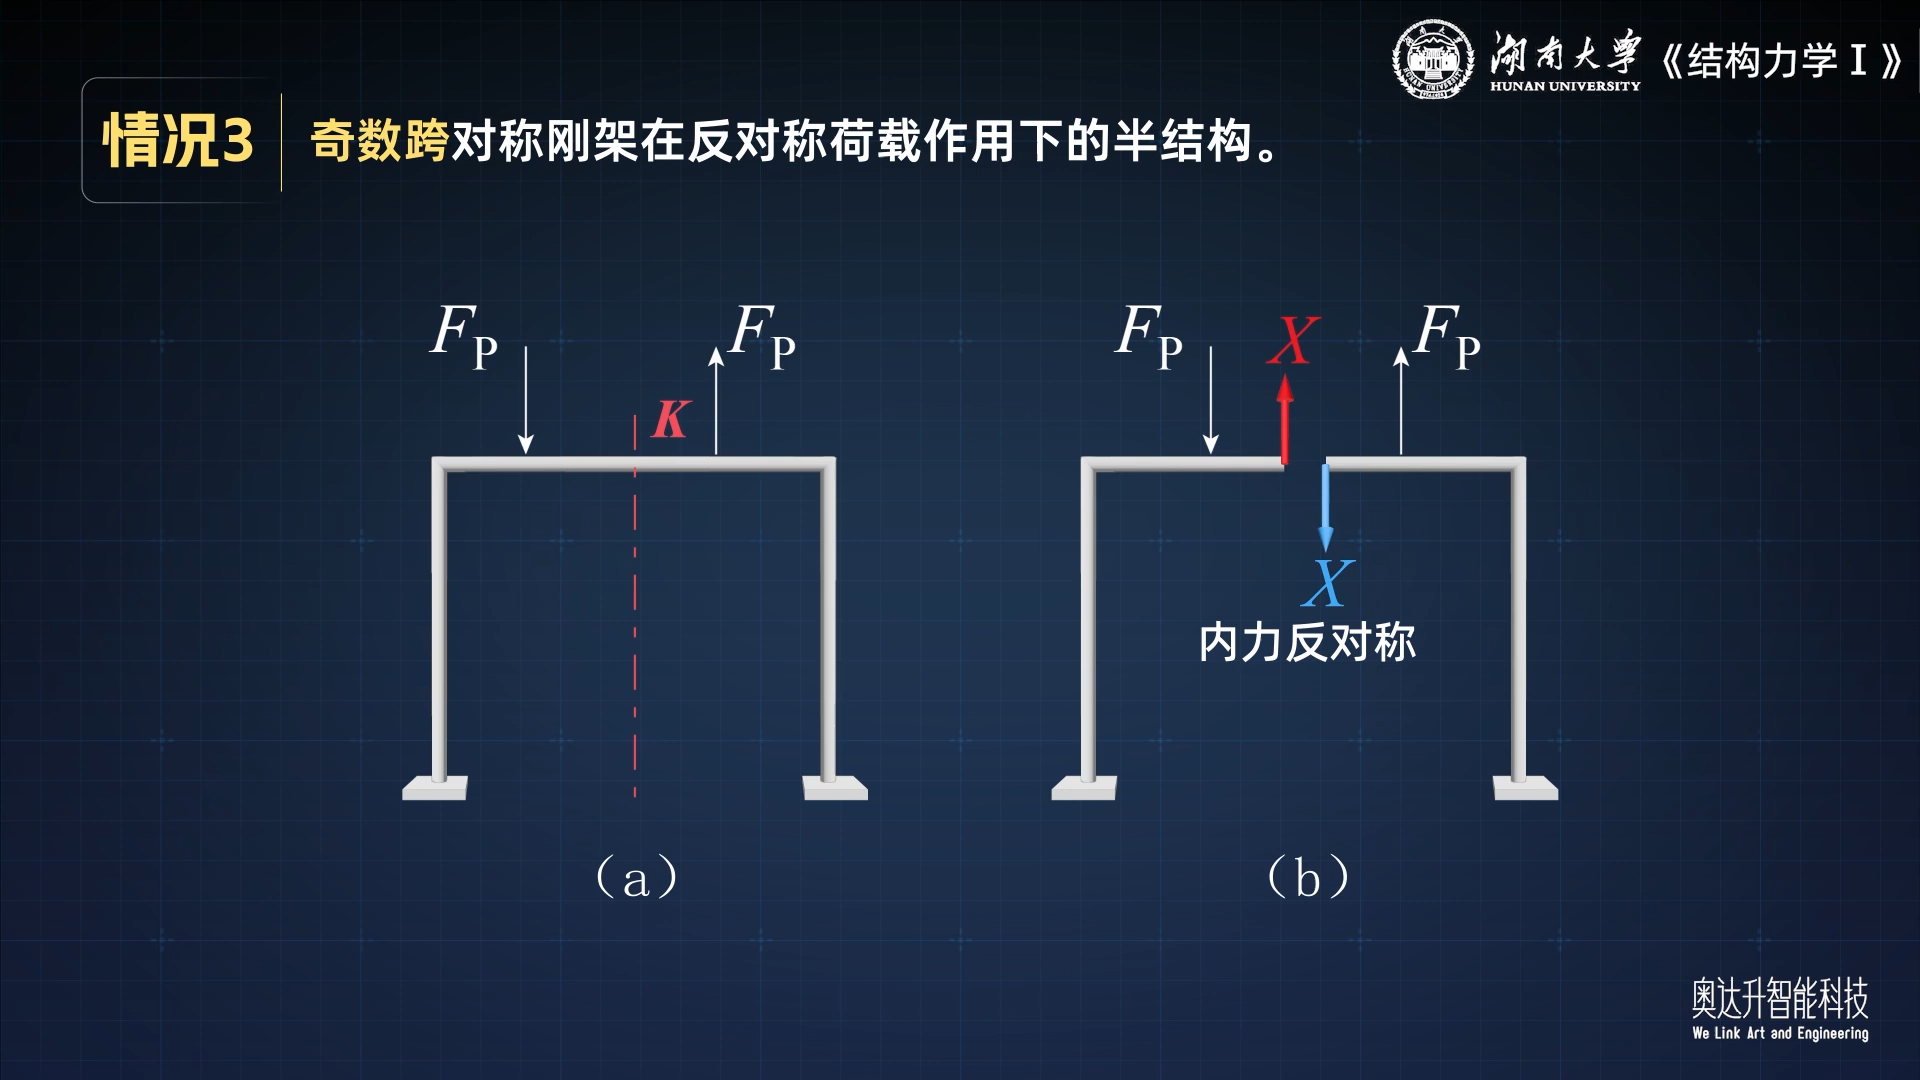 湖南大学
HUNAN UNIVERSITY
《结构力学Ⅰ》
情况3
奇数跨对称刚架在反对称荷载作用下的半结构。
FP
FP
K
FP
X
FP
X
内力反对称
（a）
（b）
奥达升智能科技
We Link Art and Engineering